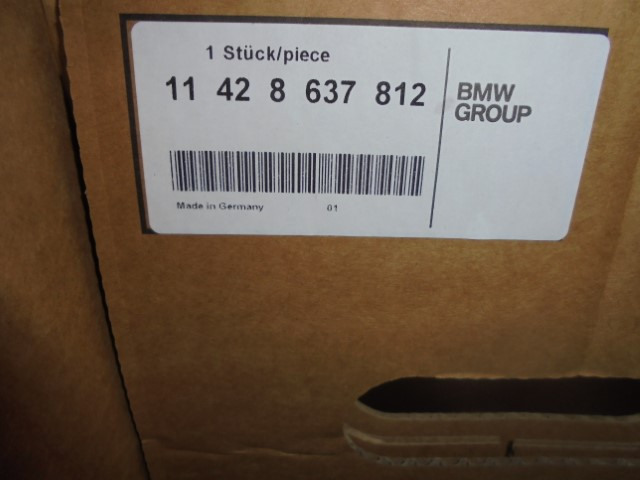 1 Stück/piece
11 42 8 637 812
BMW
GROUP
Made in Germany 01